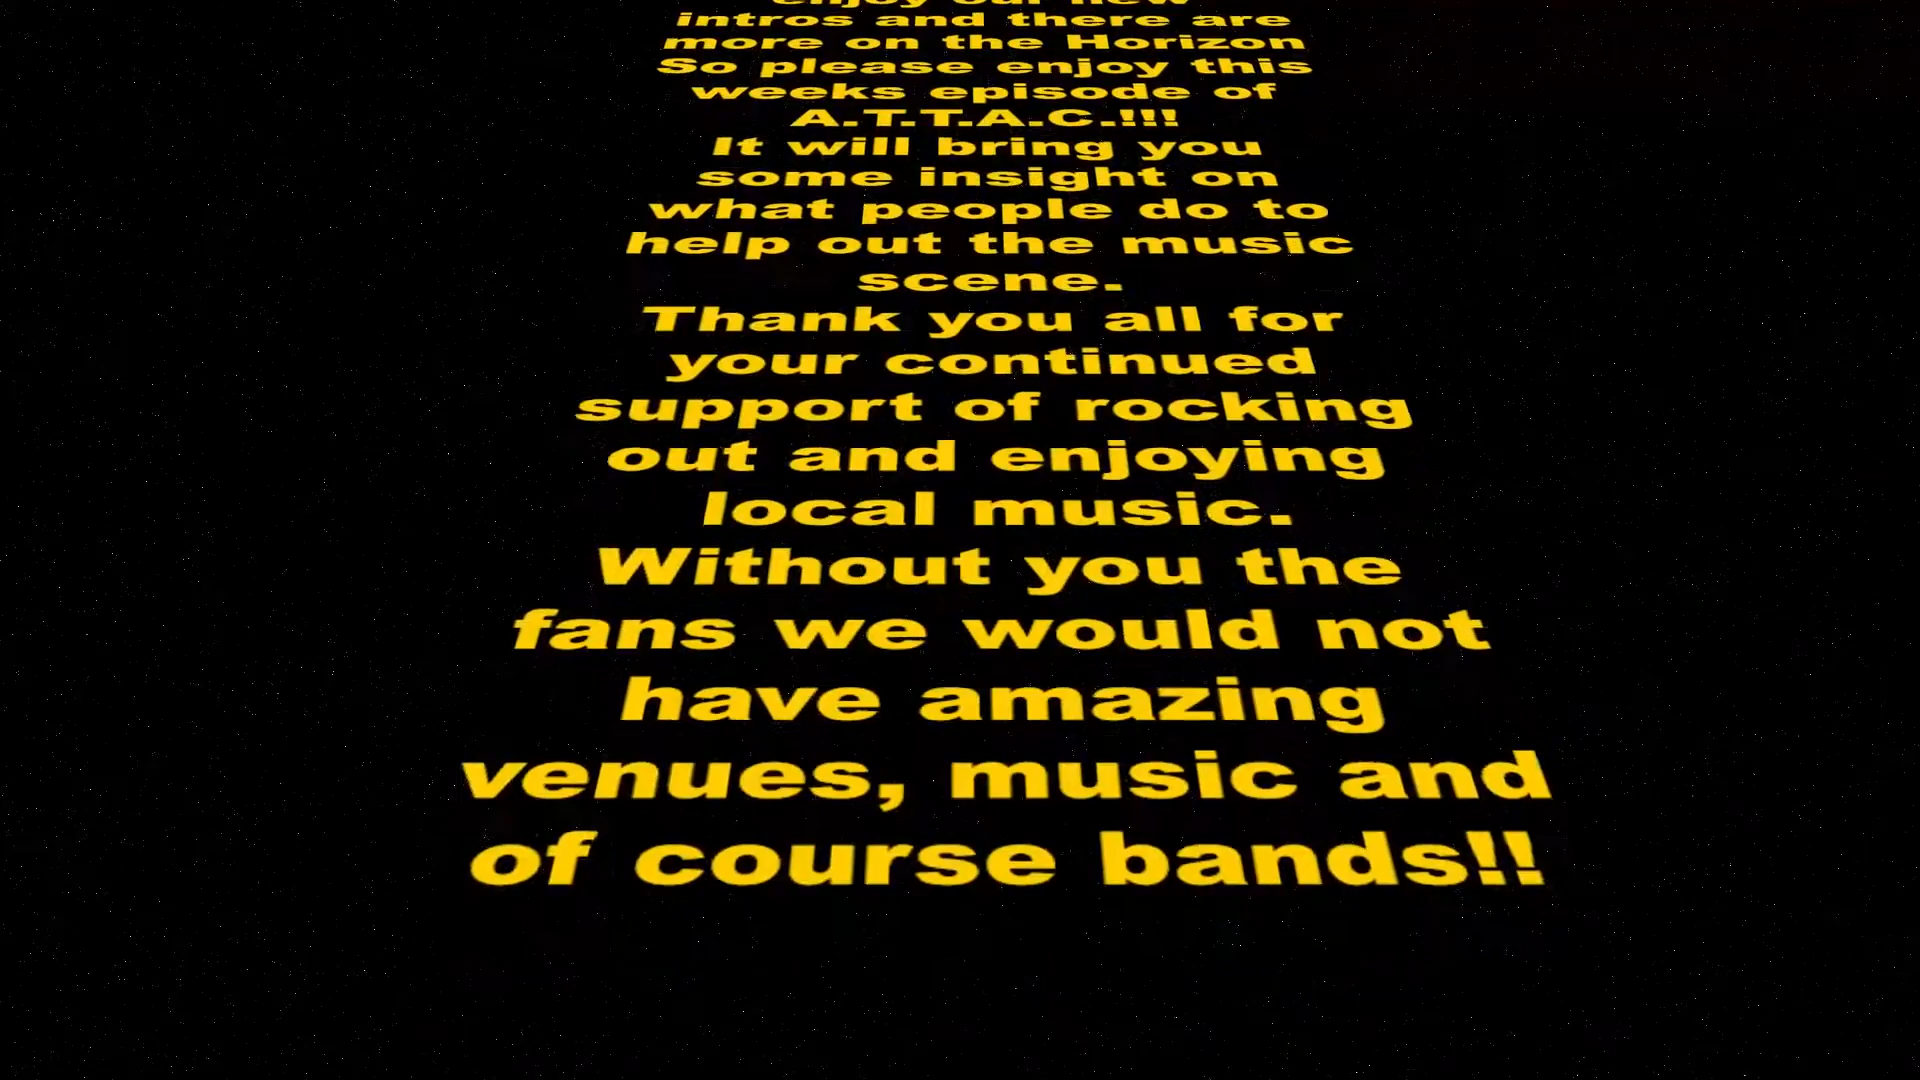 enjoy our new
intros and there are
more on the Horizon
So please enjoy this
weeks episode of
A.T.T.A.C.!!!
It will bring you
some insight on
what people do to
help out the music
scene.
Thank you all for
your continued
support of rocking
out and enjoying
local music.
Without you the
fans we would not
have amazing
venues, music and
of course bands!!